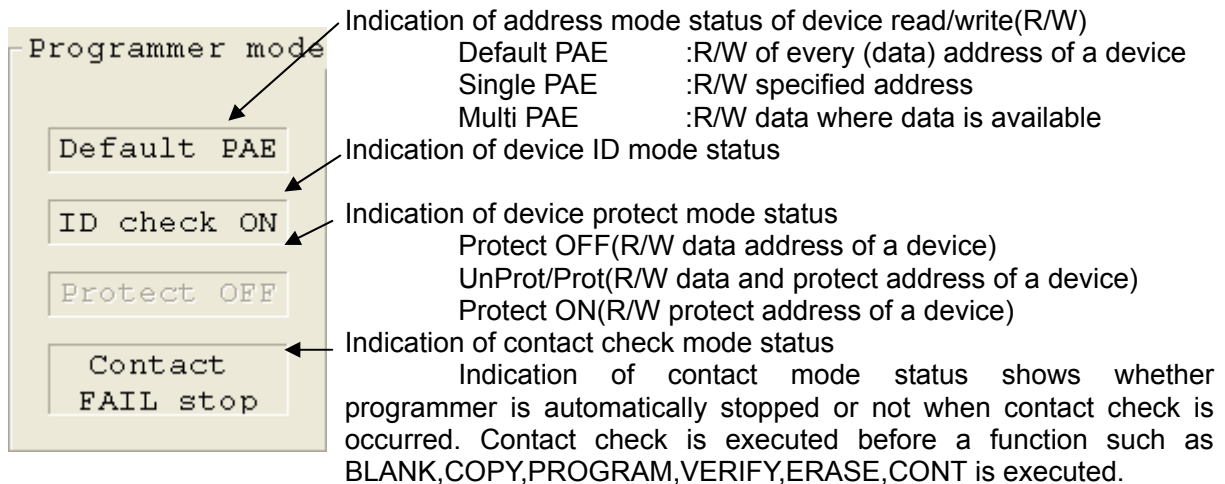 Programmer mode
Default PAE
ID check ON
Protect OFF
Contact
FAIL stop
Indication of address mode status of device read/write(R/W)
Default PAE :R/W of every (data) address of a device
Single PAE :R/W specified address
Multi PAE :R/W data where data is available
Indication of device ID mode status
Indication of device protect mode status
Protect OFF(R/W data address of a device)
UnProt/Prot(R/W data and protect address of a device)
Protect ON(R/W protect address of a device)
Indication of contact check mode status
Indication of contact mode status shows whether
programmer is automatically stopped or not when contact check is
occurred. Contact check is executed before a function such as
BLANK,COPY,PROGRAM,VERIFY,ERASE,CONT is executed.